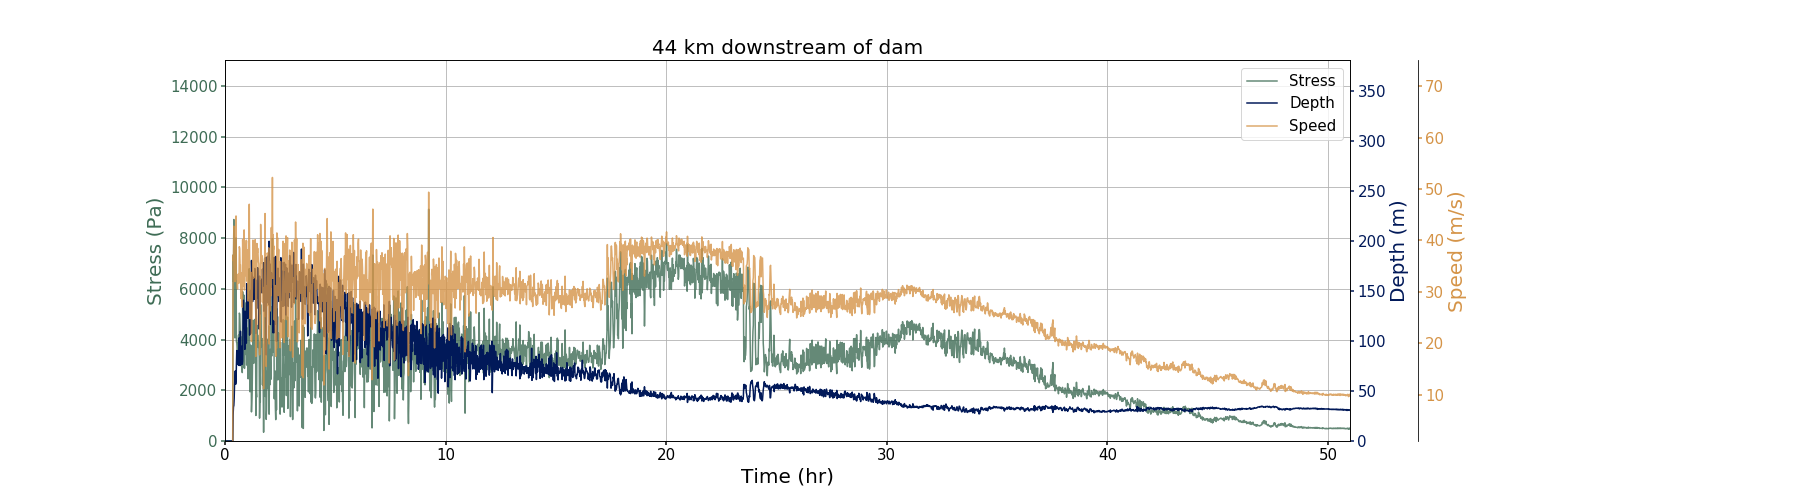 44 km downstream of dam
Stress (Pa)
14000
12000
10000
8000
6000
4000
2000
0
Stress
Depth
Speed
350
300
250
200
150
100
50
0
Depth (m)
70
60
50
40
30
20
10
Speed (m/s)
0 10 20 30 40 50
Time (hr)